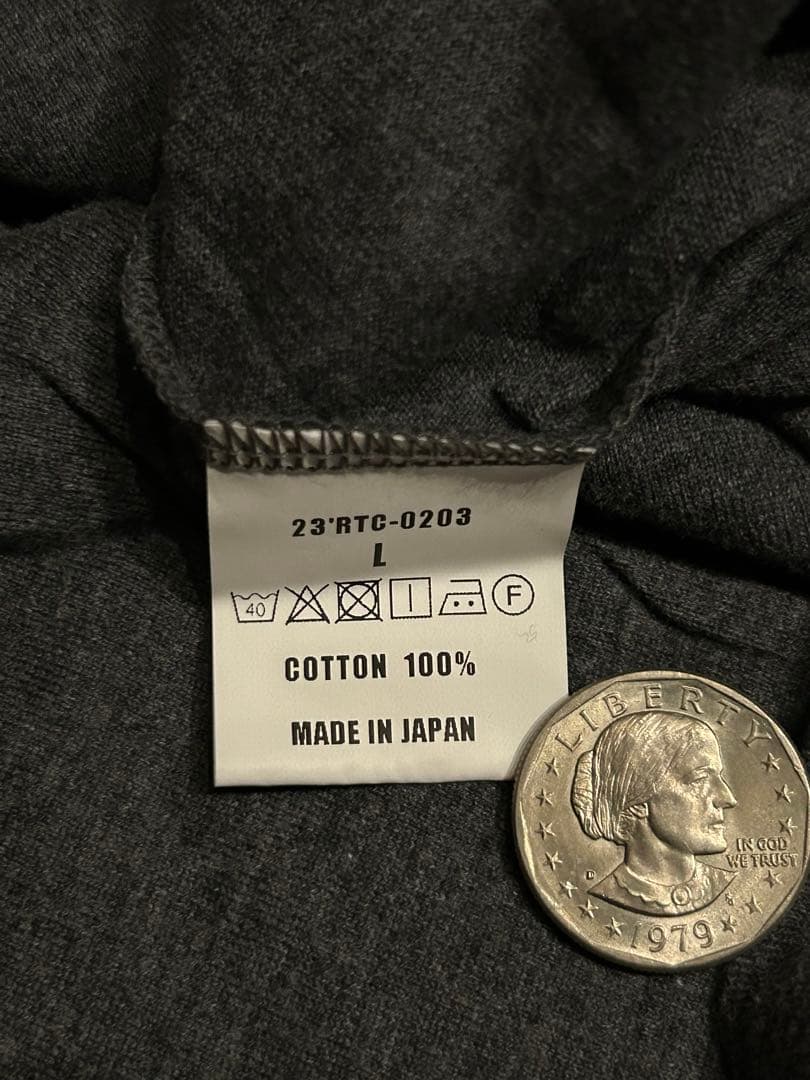 23'RTC-0203
L
40 F
COTTON 100%
MADE IN JAPAN
LIBERTY
IN GOD
WE TRUST
D
1979